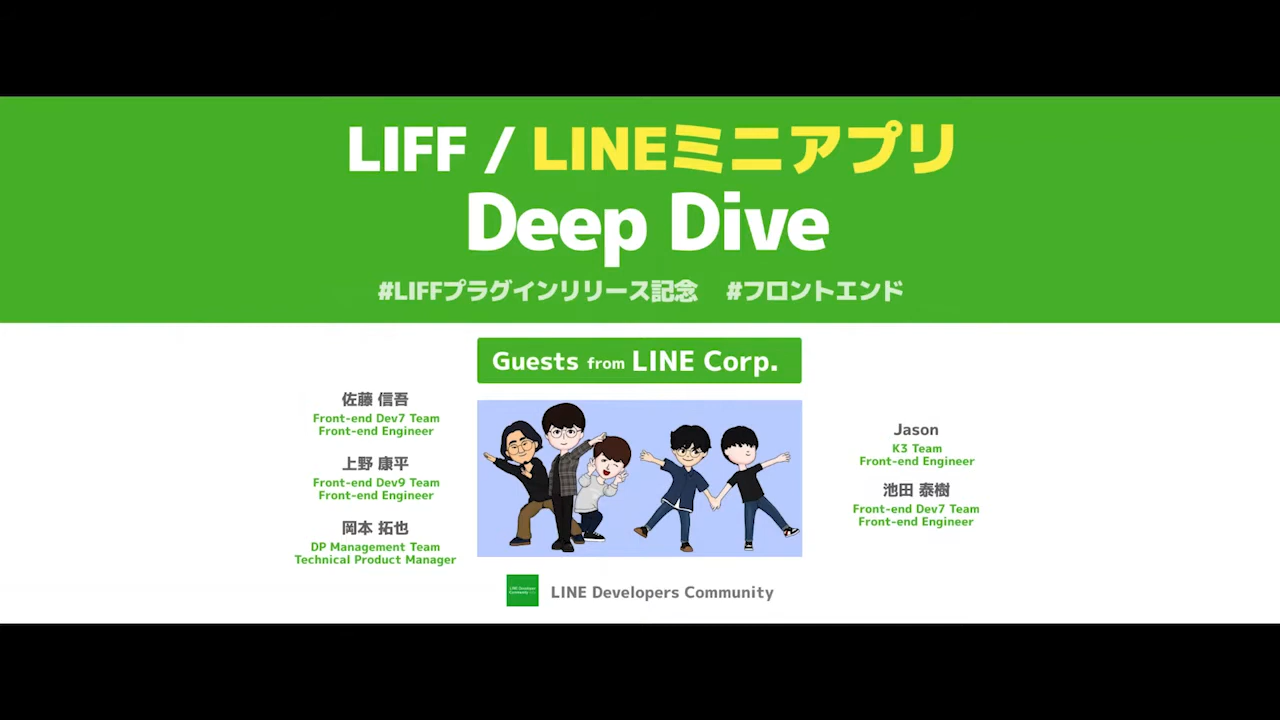 LIFF / LINEミニアプリ
Deep Dive
#LIFFプラグインリリース記念 #フロントエンド
Guests from LINE Corp.
佐藤 信吾
Front-end Dev7 Team
Front-end Engineer
上野 康平
Front-end Dev9 Team
Front-end Engineer
岡本 拓也
DP Management Team
Technical Product Manager
Jason
K3 Team
Front-end Engineer
池田 泰樹
Front-end Dev7 Team
Front-end Engineer
LINE Developer
Community
LINE Developers Community